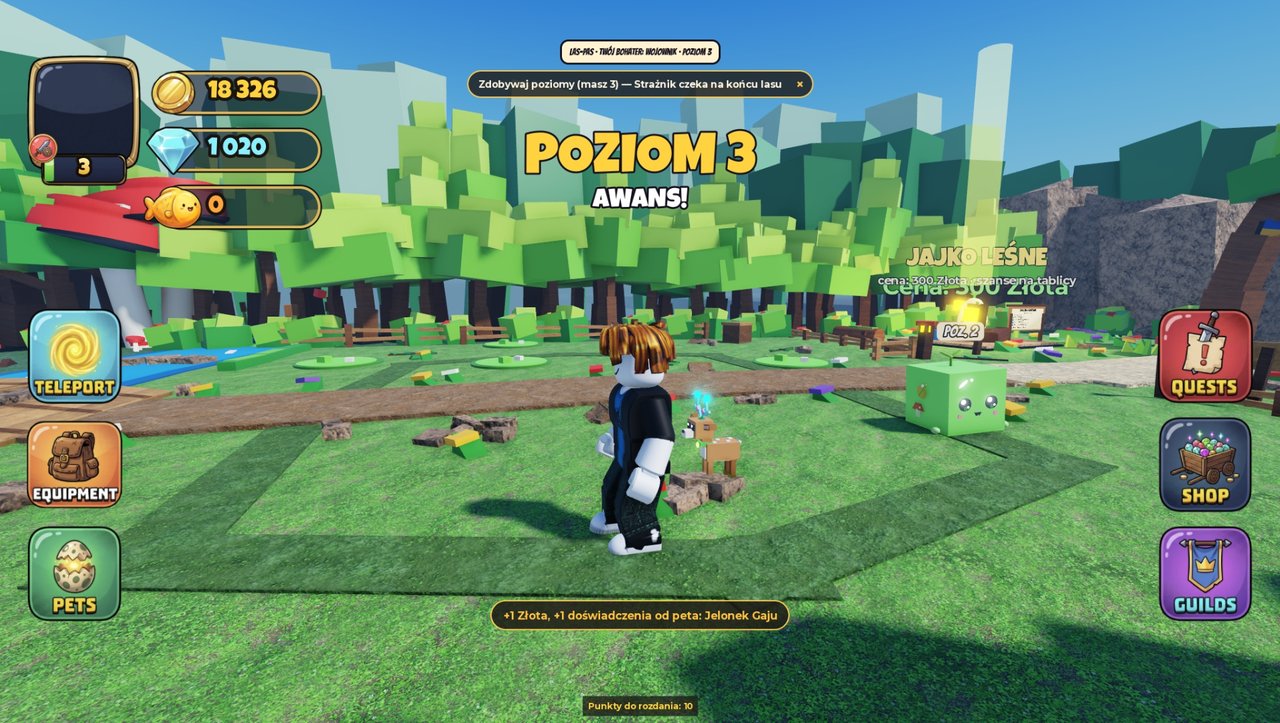 LAS-PAS · TWÓJ BOHATER: WOJOWNIK · POZIOM 3
Zdobywaj poziomy (masz 3) — Strażnik czeka na końcu lasu ×
18 326
1 020
0
3
POZIOM 3
AWANS!
JAJKO LEŚNE
cena: 300 Złota · szanse na tablicy
Cena: 300 Złota
POZ. 2
TELEPORT
EQUIPMENT
PETS
QUESTS
SHOP
GUILDS
+1 Złota, +1 doświadczenia od peta: Jelonek Gaju
Punkty do rozdania: 10